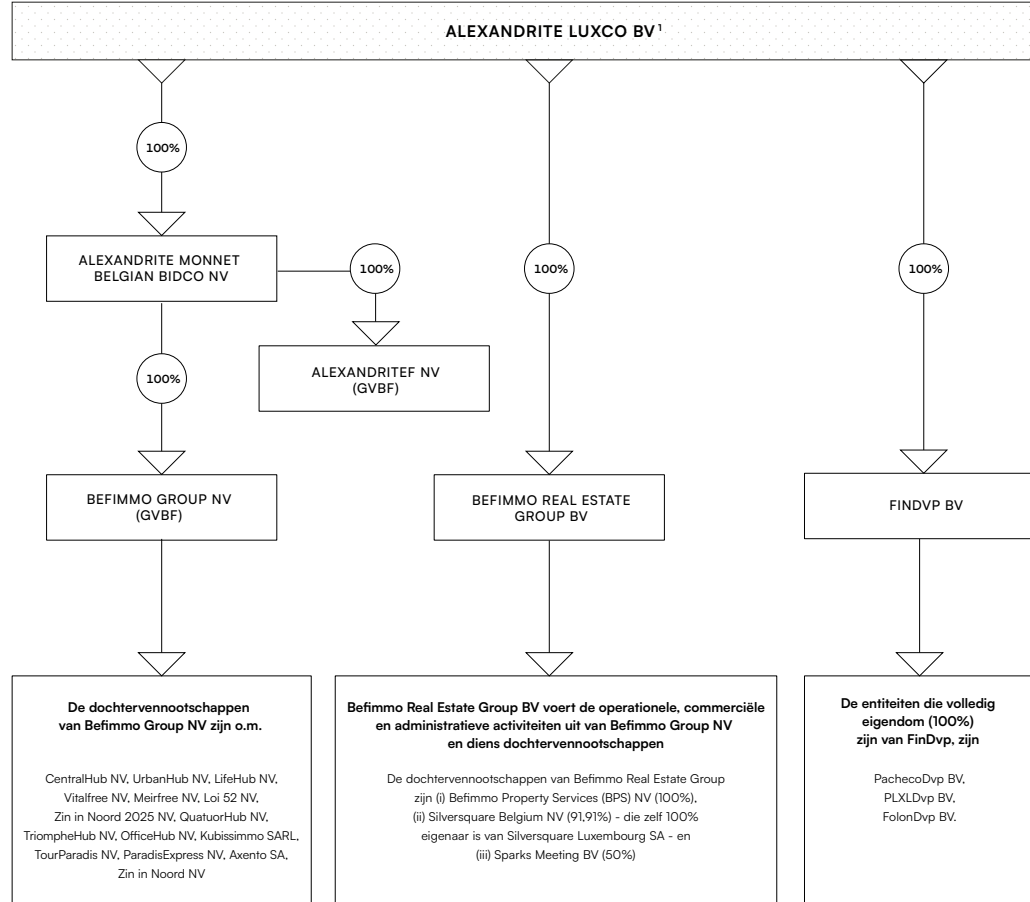 ALEXANDRITE LUXCO BV¹
100%
ALEXANDRITE MONNET
BELGIAN BIDCO NV
100%
100%
100%
ALEXANDRITEF NV
(GVBF)
100%
BEFIMMO GROUP NV
(GVBF)
BEFIMMO REAL ESTATE
GROUP BV
FINDVP BV
De dochtervennootschappen
van Befimmo Group NV zijn o.m.
CentralHub NV, UrbanHub NV, LifeHub NV,
Vitalfree NV, Meirfree NV, Loi 52 NV,
Zin in Noord 2025 NV, QuatuorHub NV,
TriompheHub NV, OfficeHub NV, Kubissimmo SARL,
TourParadis NV, ParadisExpress NV, Axento SA,
Zin in Noord NV
Befimmo Real Estate Group BV voert de operationele, commerciële
en administratieve activiteiten uit van Befimmo Group NV
en diens dochtervennootschappen
De dochtervennootschappen van Befimmo Real Estate Group
zijn (i) Befimmo Property Services (BPS) NV (100%),
(ii) Silversquare Belgium NV (91,91%) - die zelf 100%
eigenaar is van Silversquare Luxembourg SA - en
(iii) Sparks Meeting BV (50%)
De entiteiten die volledig
eigendom (100%)
zijn van FinDvp, zijn
PachecoDvp BV,
PLXLDvp BV,
FolonDvp BV.